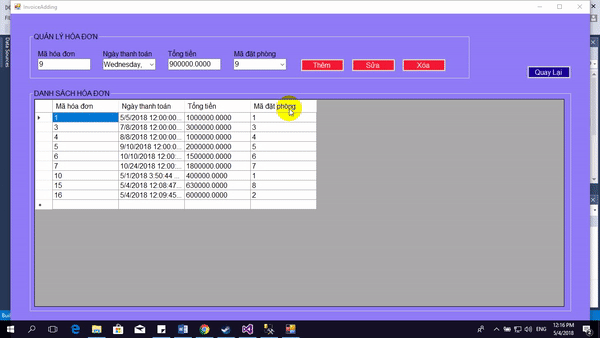 InvoiceAdding
QUẢN LÝ HÓA ĐƠN
Mã hóa đơn Ngày thanh toán Tổng tiền Mã đặt phòng
9 Wednesday, 900000.0000 9 Thêm Sửa Xóa
Quay Lại
DANH SÁCH HÓA ĐƠN
Mã hóa đơn Ngày thanh toán Tổng tiền Mã đặt phòng
1 5/5/2018 12:00:00... 1000000.0000 1
3 7/8/2018 12:00:00... 3000000.0000 3
4 8/8/2018 12:00:00... 1000000.0000 4
5 9/10/2018 12:00:0... 2000000.0000 5
6 10/10/2018 12:00:... 1500000.0000 6
7 10/24/2018 12:00:... 1800000.0000 7
10 5/1/2018 3:50:44 ... 400000.0000 1
15 5/4/2018 12:08:47... 630000.0000 8
16 5/4/2018 12:09:45... 600000.0000 2
Data Sources
ENG
12:16 PM
5/4/2018